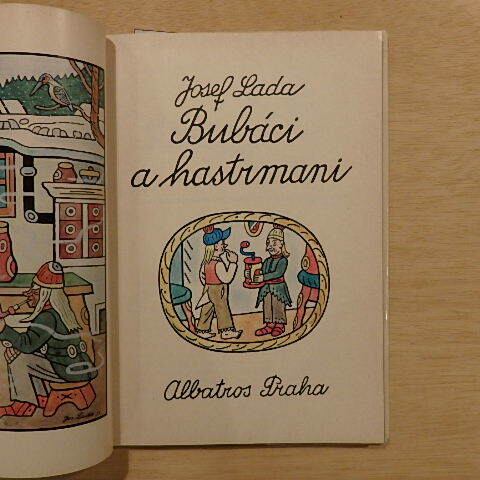 Josef Lada
Bubáci
a hastrmani
Albatros Praha